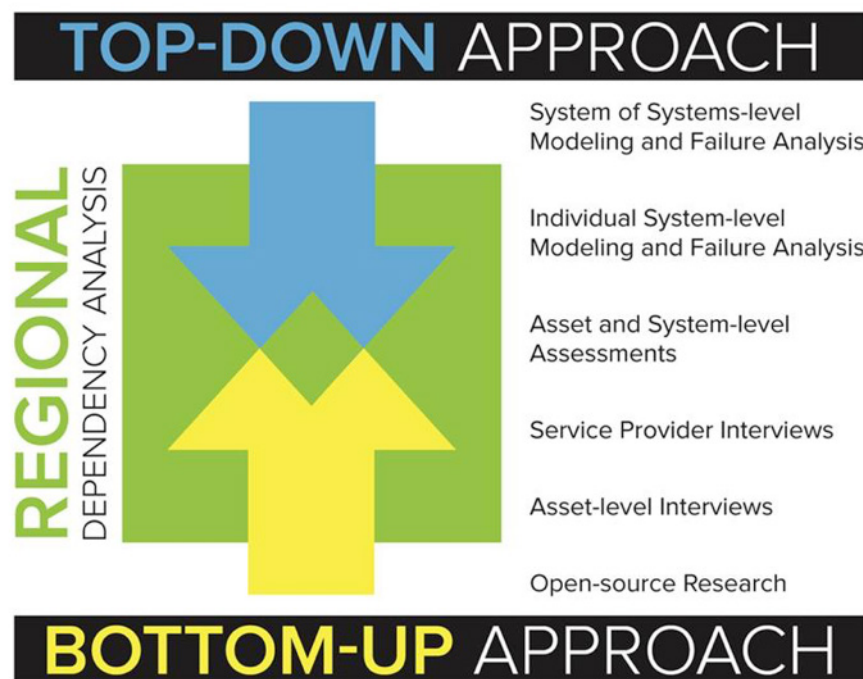 TOP-DOWN APPROACH
REGIONAL
DEPENDENCY ANALYSIS
System of Systems-level
Modeling and Failure Analysis
Individual System-level
Modeling and Failure Analysis
Asset and System-level
Assessments
Service Provider Interviews
Asset-level Interviews
Open-source Research
BOTTOM-UP APPROACH